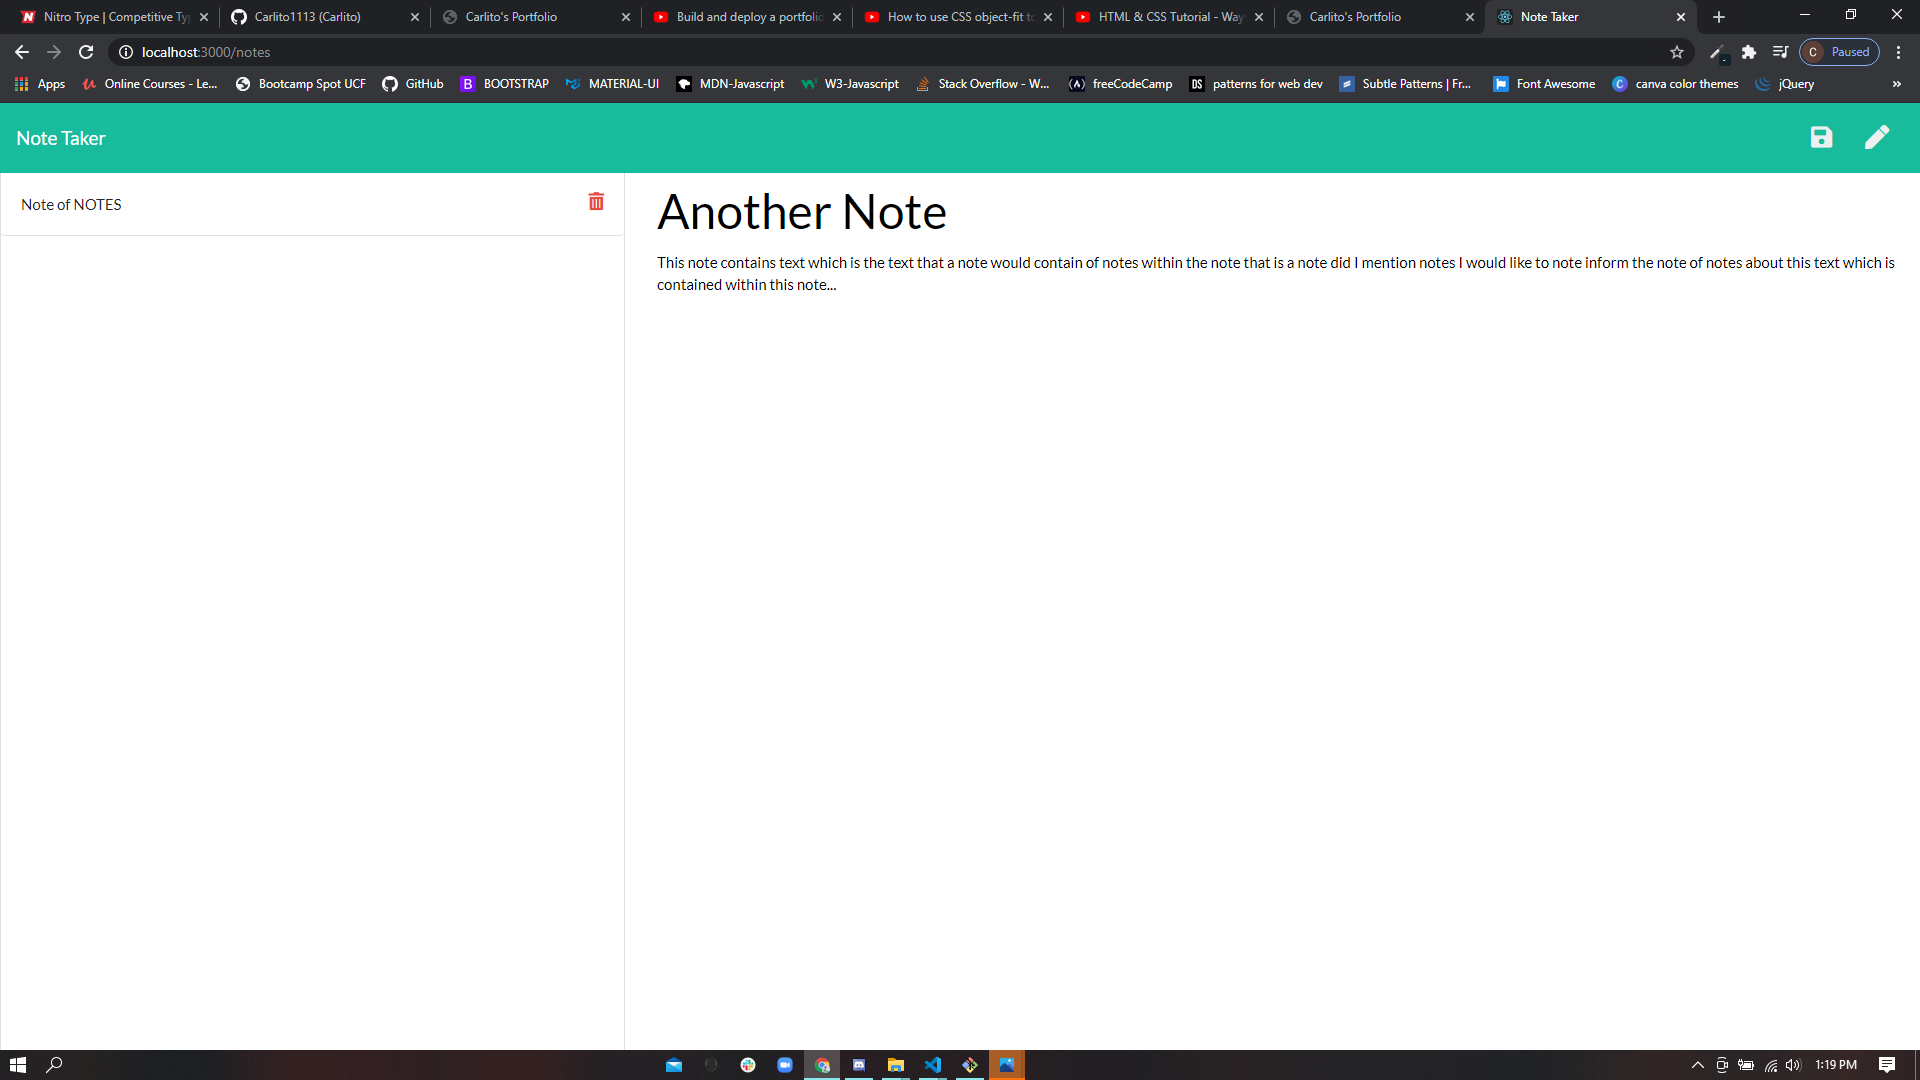 Nitro Type | Competitive Ty
Carlito1113 (Carlito)
Carlito's Portfolio
Build and deploy a portfolio
How to use CSS object-fit to
HTML & CSS Tutorial - Way
Carlito's Portfolio
Note Taker
localhost:3000/notes
C Paused
Apps
Online Courses - Le...
Bootcamp Spot UCF
GitHub
BOOTSTRAP
MATERIAL-UI
MDN-Javascript
W3-Javascript
Stack Overflow - W...
freeCodeCamp
patterns for web dev
Subtle Patterns | Fr...
Font Awesome
canva color themes
jQuery
»
Note Taker
Note of NOTES
Another Note
This note contains text which is the text that a note would contain of notes within the note that is a note did I mention notes I would like to note inform the note of notes about this text which is
contained within this note...
1:19 PM